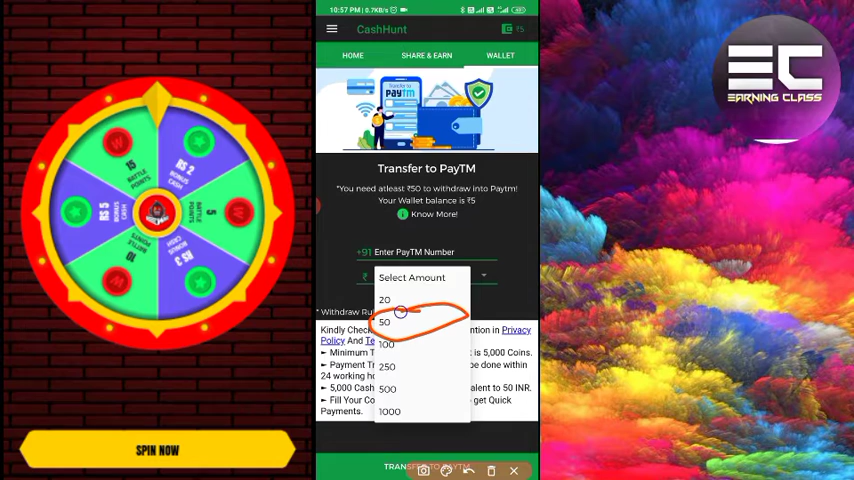 15
BATTLE
POINTS
RS 2
BONUS
CASH
5
BATTLE
POINTS
RS 3
BONUS
CASH
10
BATTLE
POINTS
RS 5
BONUS
CASH
SPIN NOW
10:57 PM | 0.7KB/s
CashHunt
₹5
HOME
SHARE & EARN
WALLET
Transfer to
PayTM
Transfer to PayTM
*You need atleast ₹50 to withdraw into Paytm!
Your Wallet balance is ₹5
Know More!
+91 Enter PayTM Number
₹
Select Amount
20
50
100
250
500
1000
* Withdraw
Kindly Check
ention in Privacy
Policy And
► Minimum
t is 5,000 Coins.
► Payment
be done within
24 working
► 5,000 Cash
alent to 50 INR.
► Fill Your
o get Quick
Payments.
TRANSFER TO PAYTM
EC
EARNING CLASS